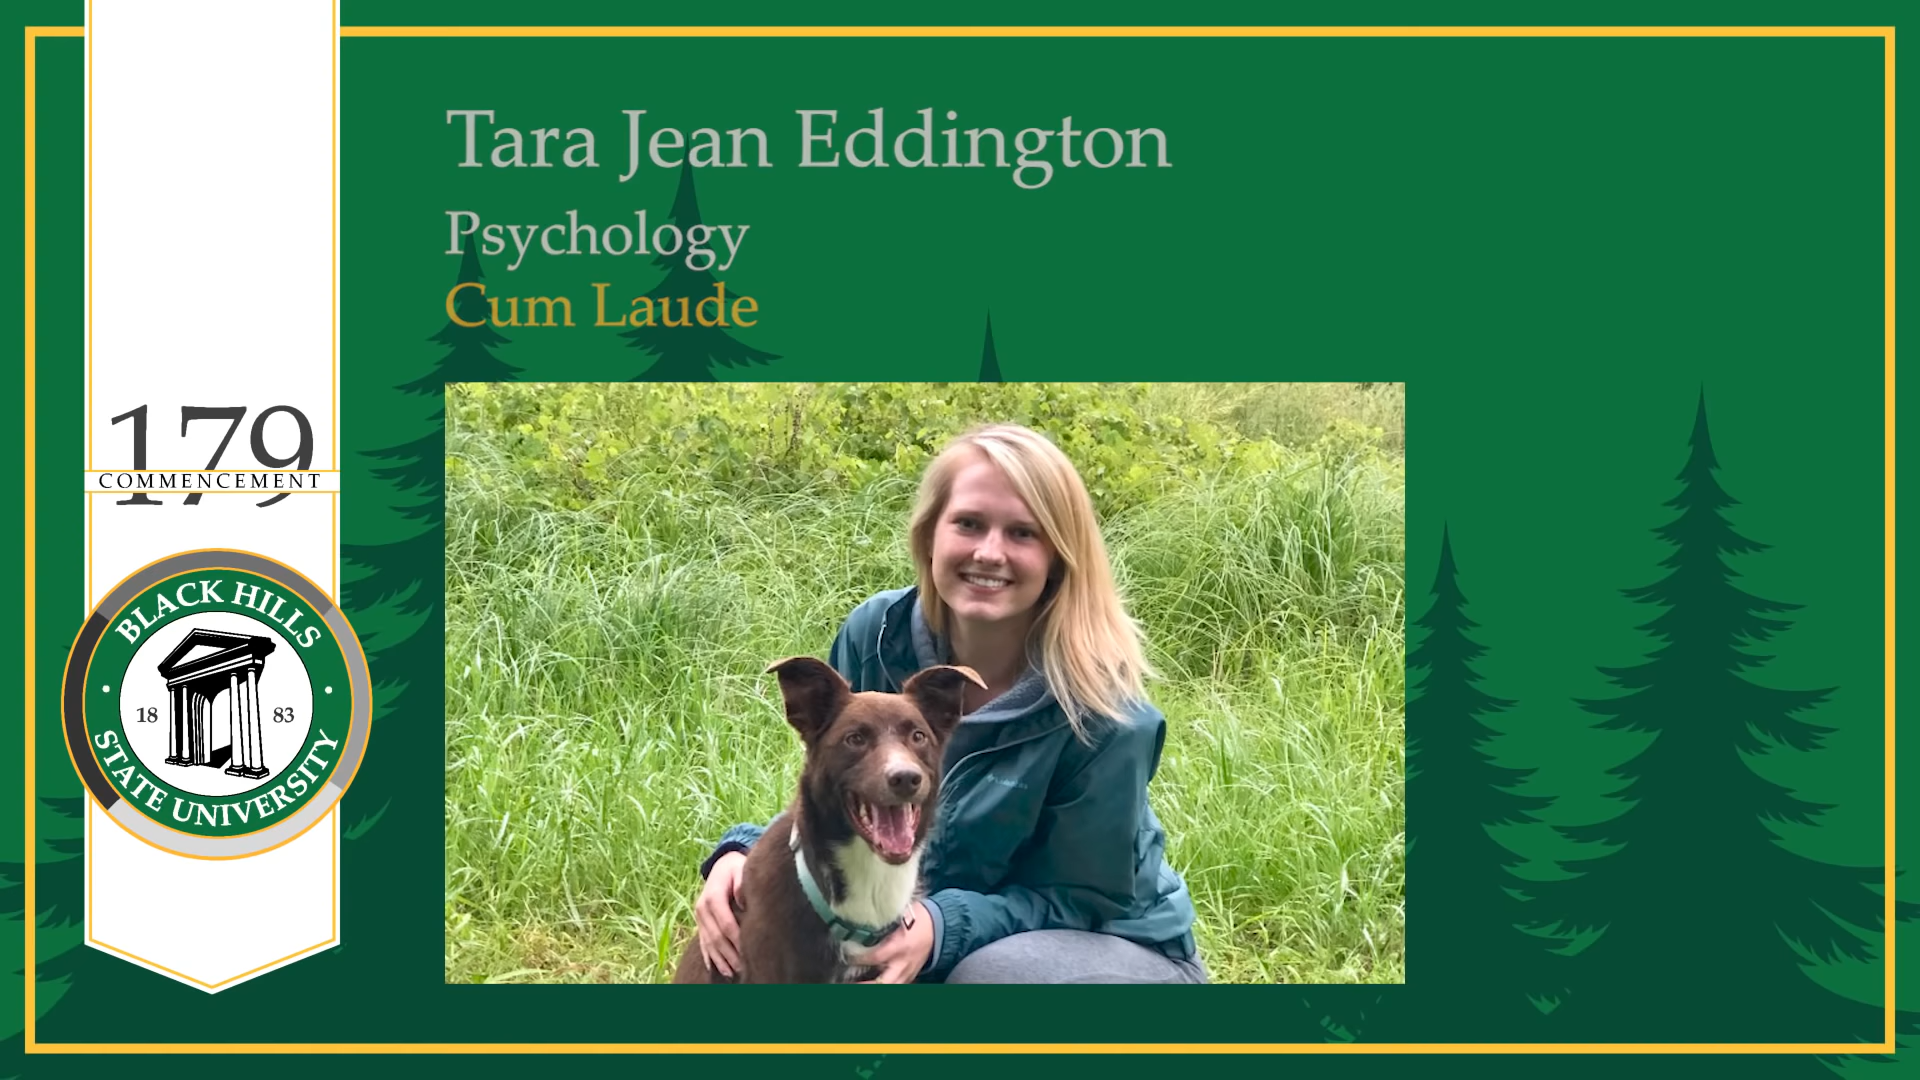 Tara Jean Eddington
Psychology
Cum Laude
179
COMMENCEMENT
BLACK HILLS
18 83
STATE UNIVERSITY